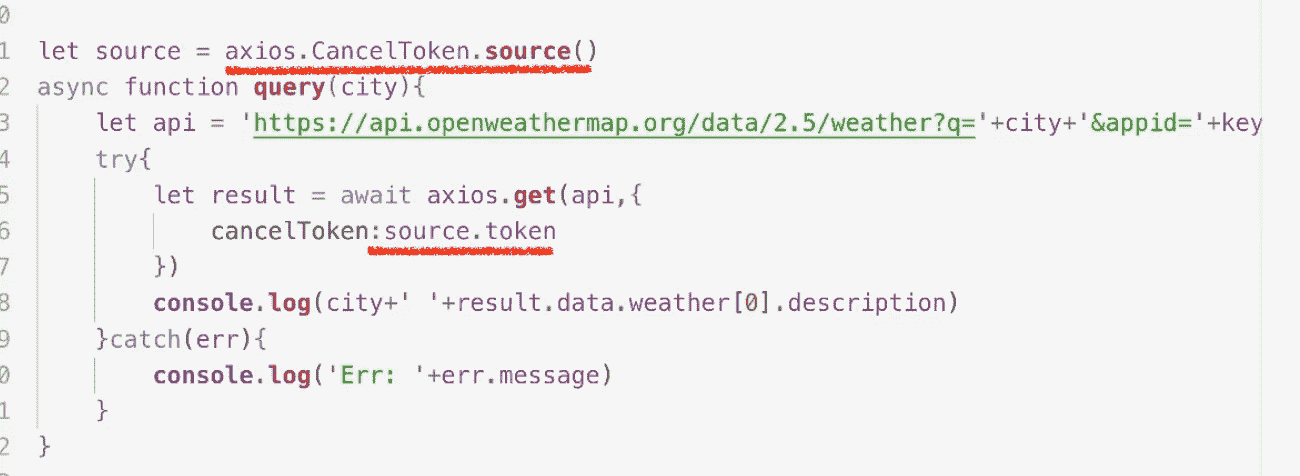 0
1 let source = axios.CancelToken.source()
2 async function query(city){
3 let api = 'https://api.openweathermap.org/data/2.5/weather?q='+city+'&appid='+key
4 try{
5 let result = await axios.get(api,{
6 cancelToken:source.token
7 })
8 console.log(city+' '+result.data.weather[0].description)
9 }catch(err){
0 console.log('Err: '+err.message)
1 }
2 }